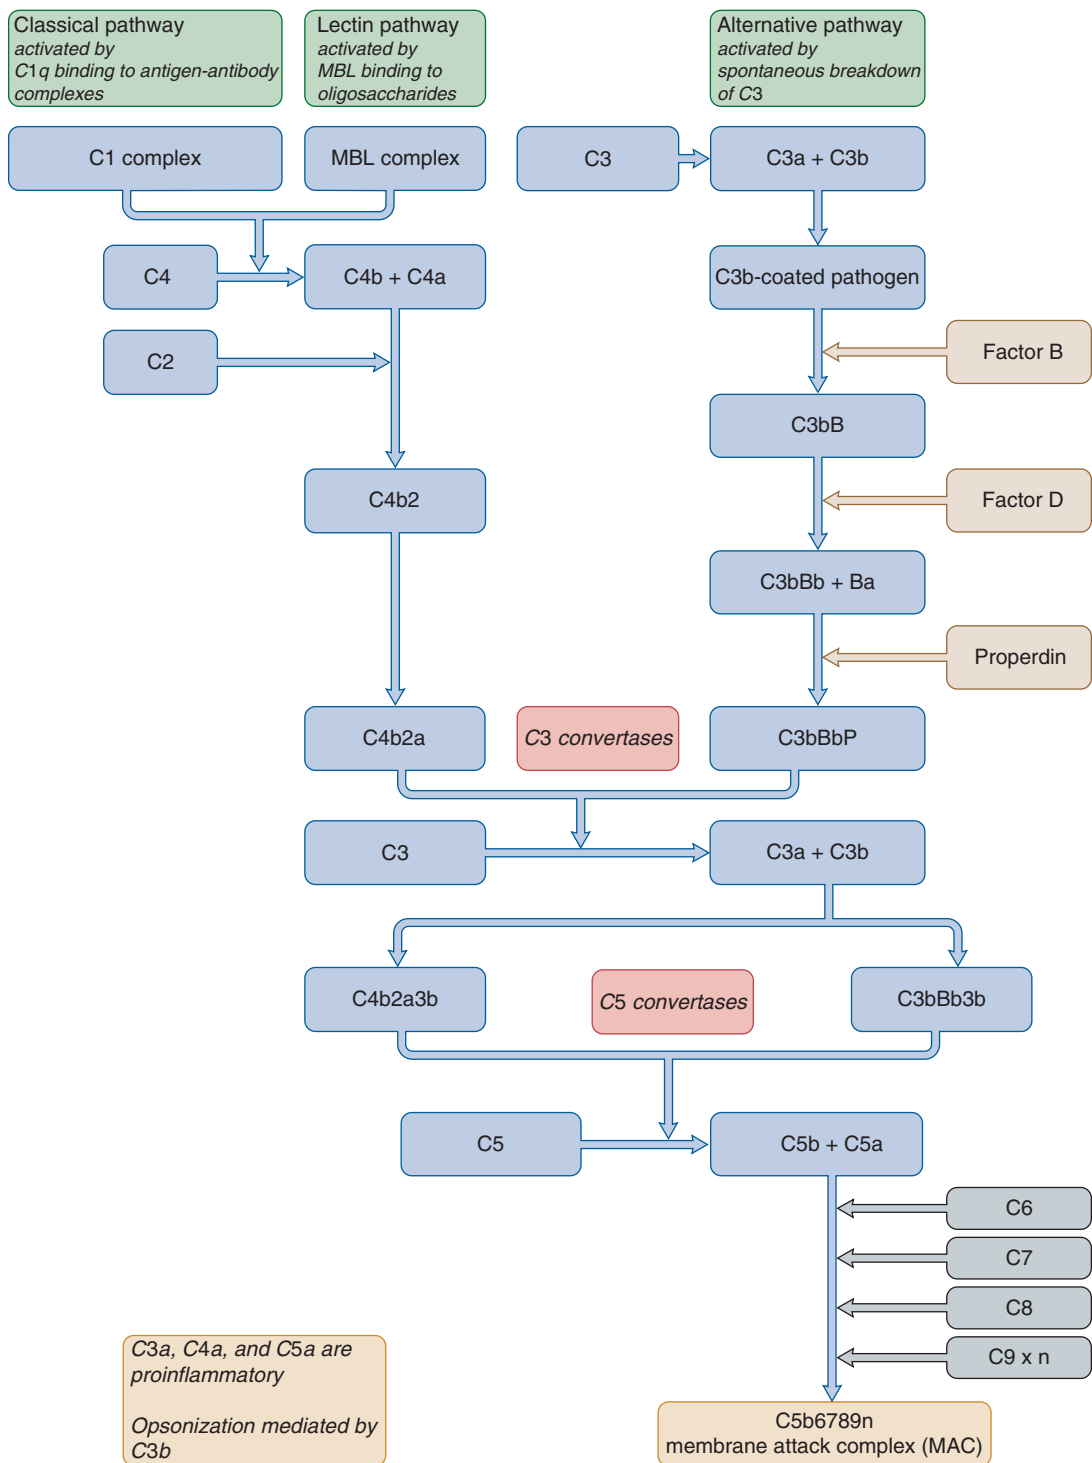 Classical pathway
activated by
C1q binding to antigen-antibody
complexes
Lectin pathway
activated by
MBL binding to
oligosaccharides
Alternative pathway
activated by
spontaneous breakdown
of C3
C1 complex
MBL complex
C3
C3a + C3b
C4
C4b + C4a
C3b-coated pathogen
C2
Factor B
C3bB
C4b2
Factor D
C3bBb + Ba
Properdin
C4b2a
C3 convertases
C3bBbP
C3
C3a + C3b
C4b2a3b
C5 convertases
C3bBb3b
C5
C5b + C5a
C6
C7
C8
C9 x n
C3a, C4a, and C5a are
proinflammatory
Opsonization mediated by
C3b
C5b6789n
membrane attack complex (MAC)